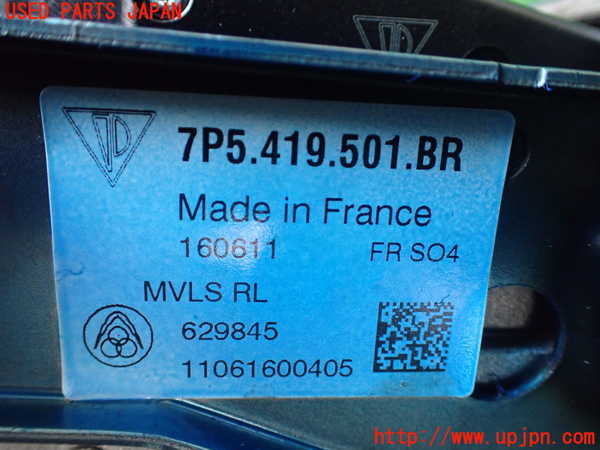 USED PARTS JAPAN
7P5.419.501.BR
Made in France
160611 FR SO4
MVLS RL
629845
11061600405
http://www.upjpn.com/